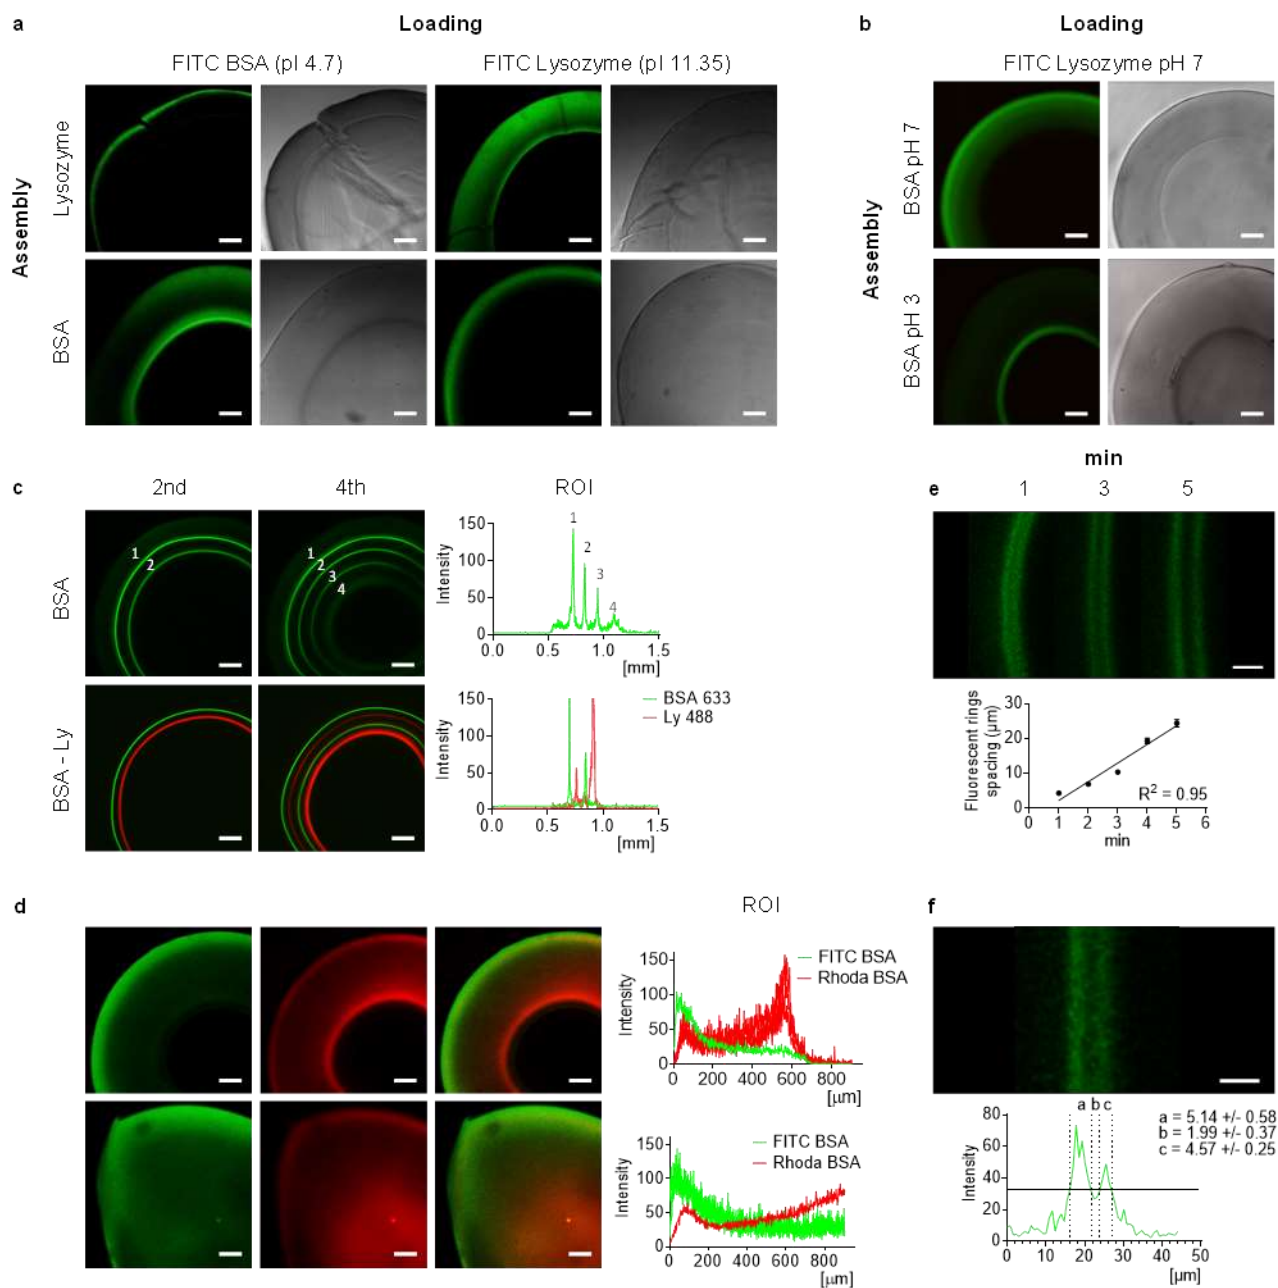 a
Loading
FITC BSA (pI 4.7)
FITC Lysozyme (pI 11.35)
Assembly
Lysozyme
BSA
b
Loading
FITC Lysozyme pH 7
Assembly
BSA pH 7
BSA pH 3
c
2nd
4th
ROI
BSA
1
2
1
2
3
4
Intensity
150
100
50
0
1
2
3
4
0.0
0.5
1.0
1.5
[mm]
BSA - Ly
Intensity
150
100
50
0
BSA 633
Ly 488
0.0
0.5
1.0
1.5
[mm]
min
e
1
3
5
Fluorescent rings
spacing (μm)
30
20
10
0
R² = 0.95
0
1
2
3
4
5
6
min
d
ROI
Intensity
150
100
50
0
FITC BSA
Rhoda BSA
0
200
400
600
800
[μm]
Intensity
150
100
50
0
FITC BSA
Rhoda BSA
0
200
400
600
800
[μm]
f
a b c
Intensity
80
60
40
20
0
a = 5.14 +/- 0.58
b = 1.99 +/- 0.37
c = 4.57 +/- 0.25
0
10
20
30
40
50
[μm]